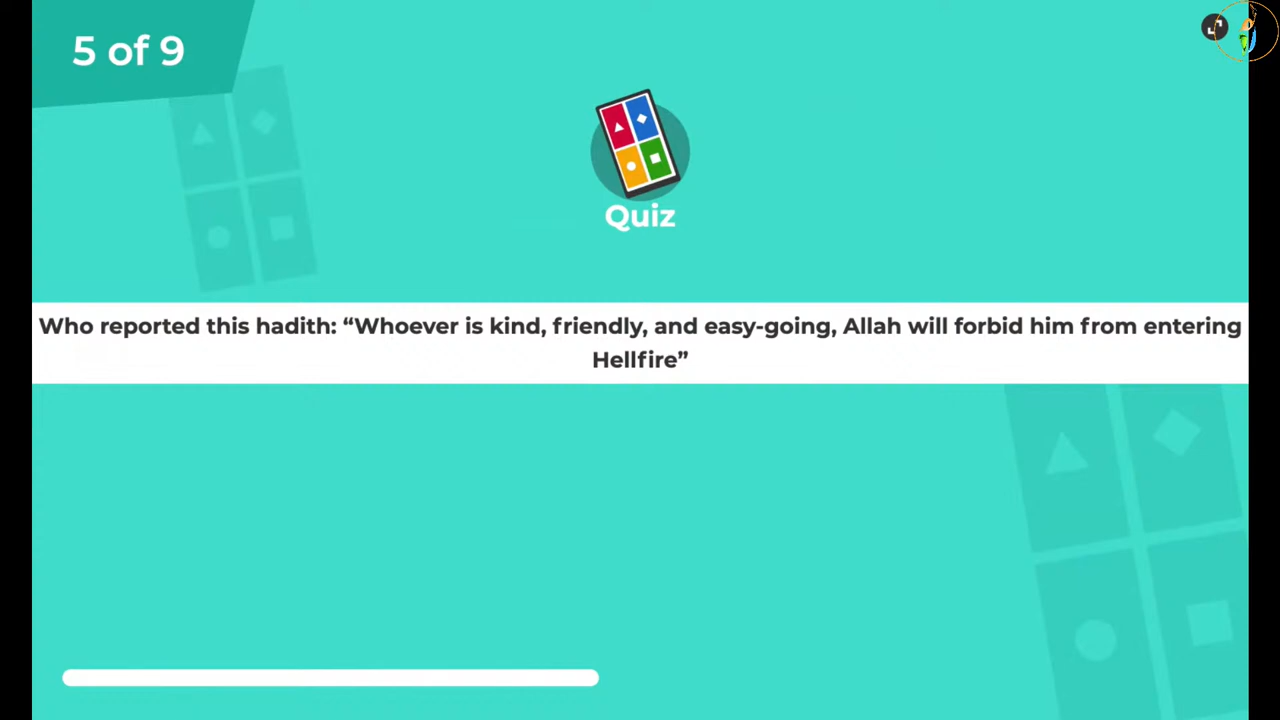 5 of 9
Quiz
Who reported this hadith: “Whoever is kind, friendly, and easy-going, Allah will forbid him from entering
Hellfire”